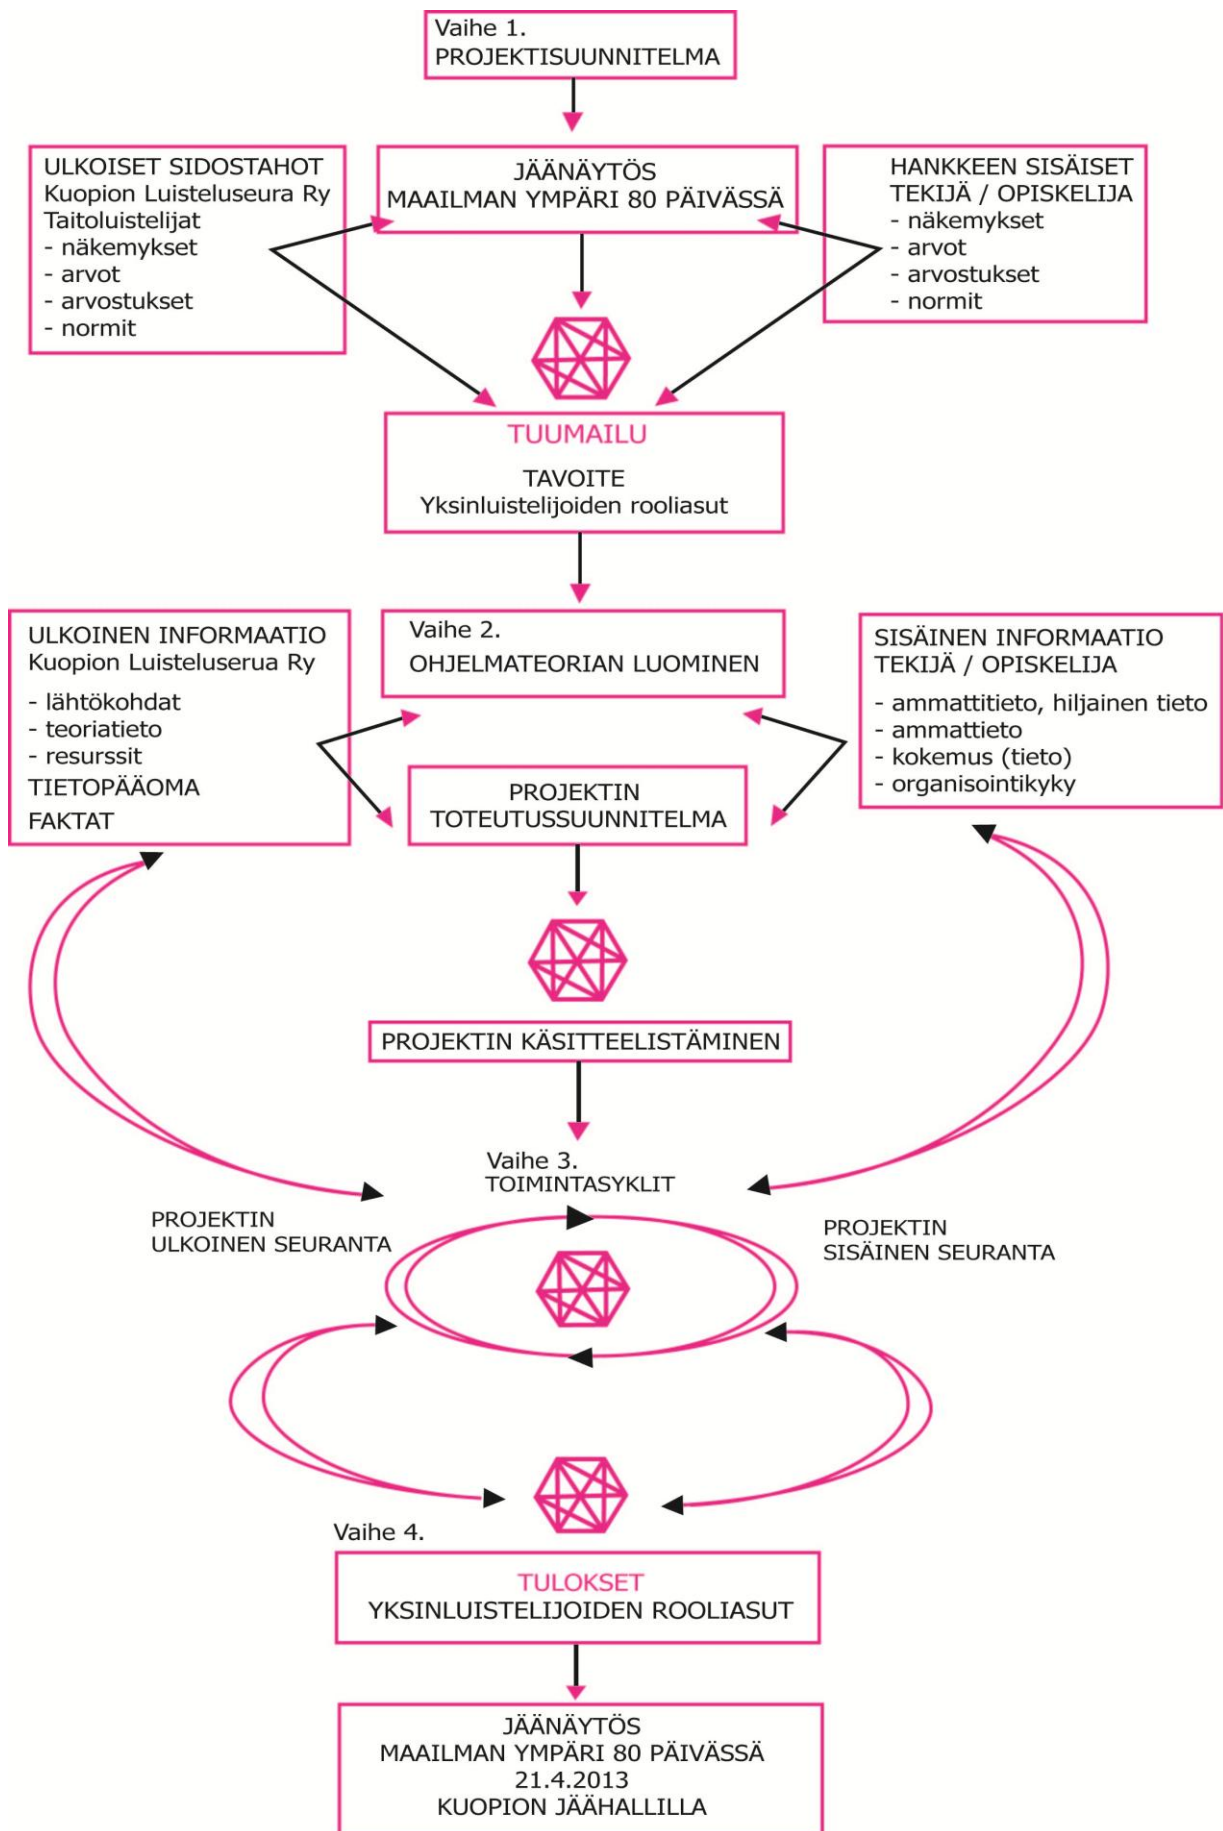 Vaihe 1.
PROJEKTISUUNNITELMA
ULKOISET SIDOSTAHOT
Kuopion Luisteluseura Ry
Taitoluistelijat
- näkemykset
- arvot
- arvostukset
- normit
JÄÄNÄYTÖS
MAAILMAN YMPÄRI 80 PÄIVÄSSÄ
HANKKEEN SISÄISET
TEKIJÄ / OPISKELIJA
- näkemykset
- arvot
- arvostukset
- normit
TUUMAILU
TAVOITE
Yksinluistelijoiden rooliasut
ULKOINEN INFORMAATIO
Kuopion Luisteluserua Ry
- lähtökohdat
- teoriatieto
- resurssit
TIETOPÄÄOMA
FAKTAT
Vaihe 2.
OHJELMATEORIAN LUOMINEN
SISÄINEN INFORMAATIO
TEKIJÄ / OPISKELIJA
- ammattitieto, hiljainen tieto
- ammattieto
- kokemus (tieto)
- organisointikyky
PROJEKTIN
TOTEUTUSSUUNNITELMA
PROJEKTIN KÄSITTEELISTÄMINEN
Vaihe 3.
TOIMINTASYKLIT
PROJEKTIN
ULKOINEN SEURANTA
PROJEKTIN
SISÄINEN SEURANTA
Vaihe 4.
TULOKSET
YKSINLUISTELIJOIDEN ROOLIASUT
JÄÄNÄYTÖS
MAAILMAN YMPÄRI 80 PÄIVÄSSÄ
21.4.2013
KUOPION JÄÄHALLILLA